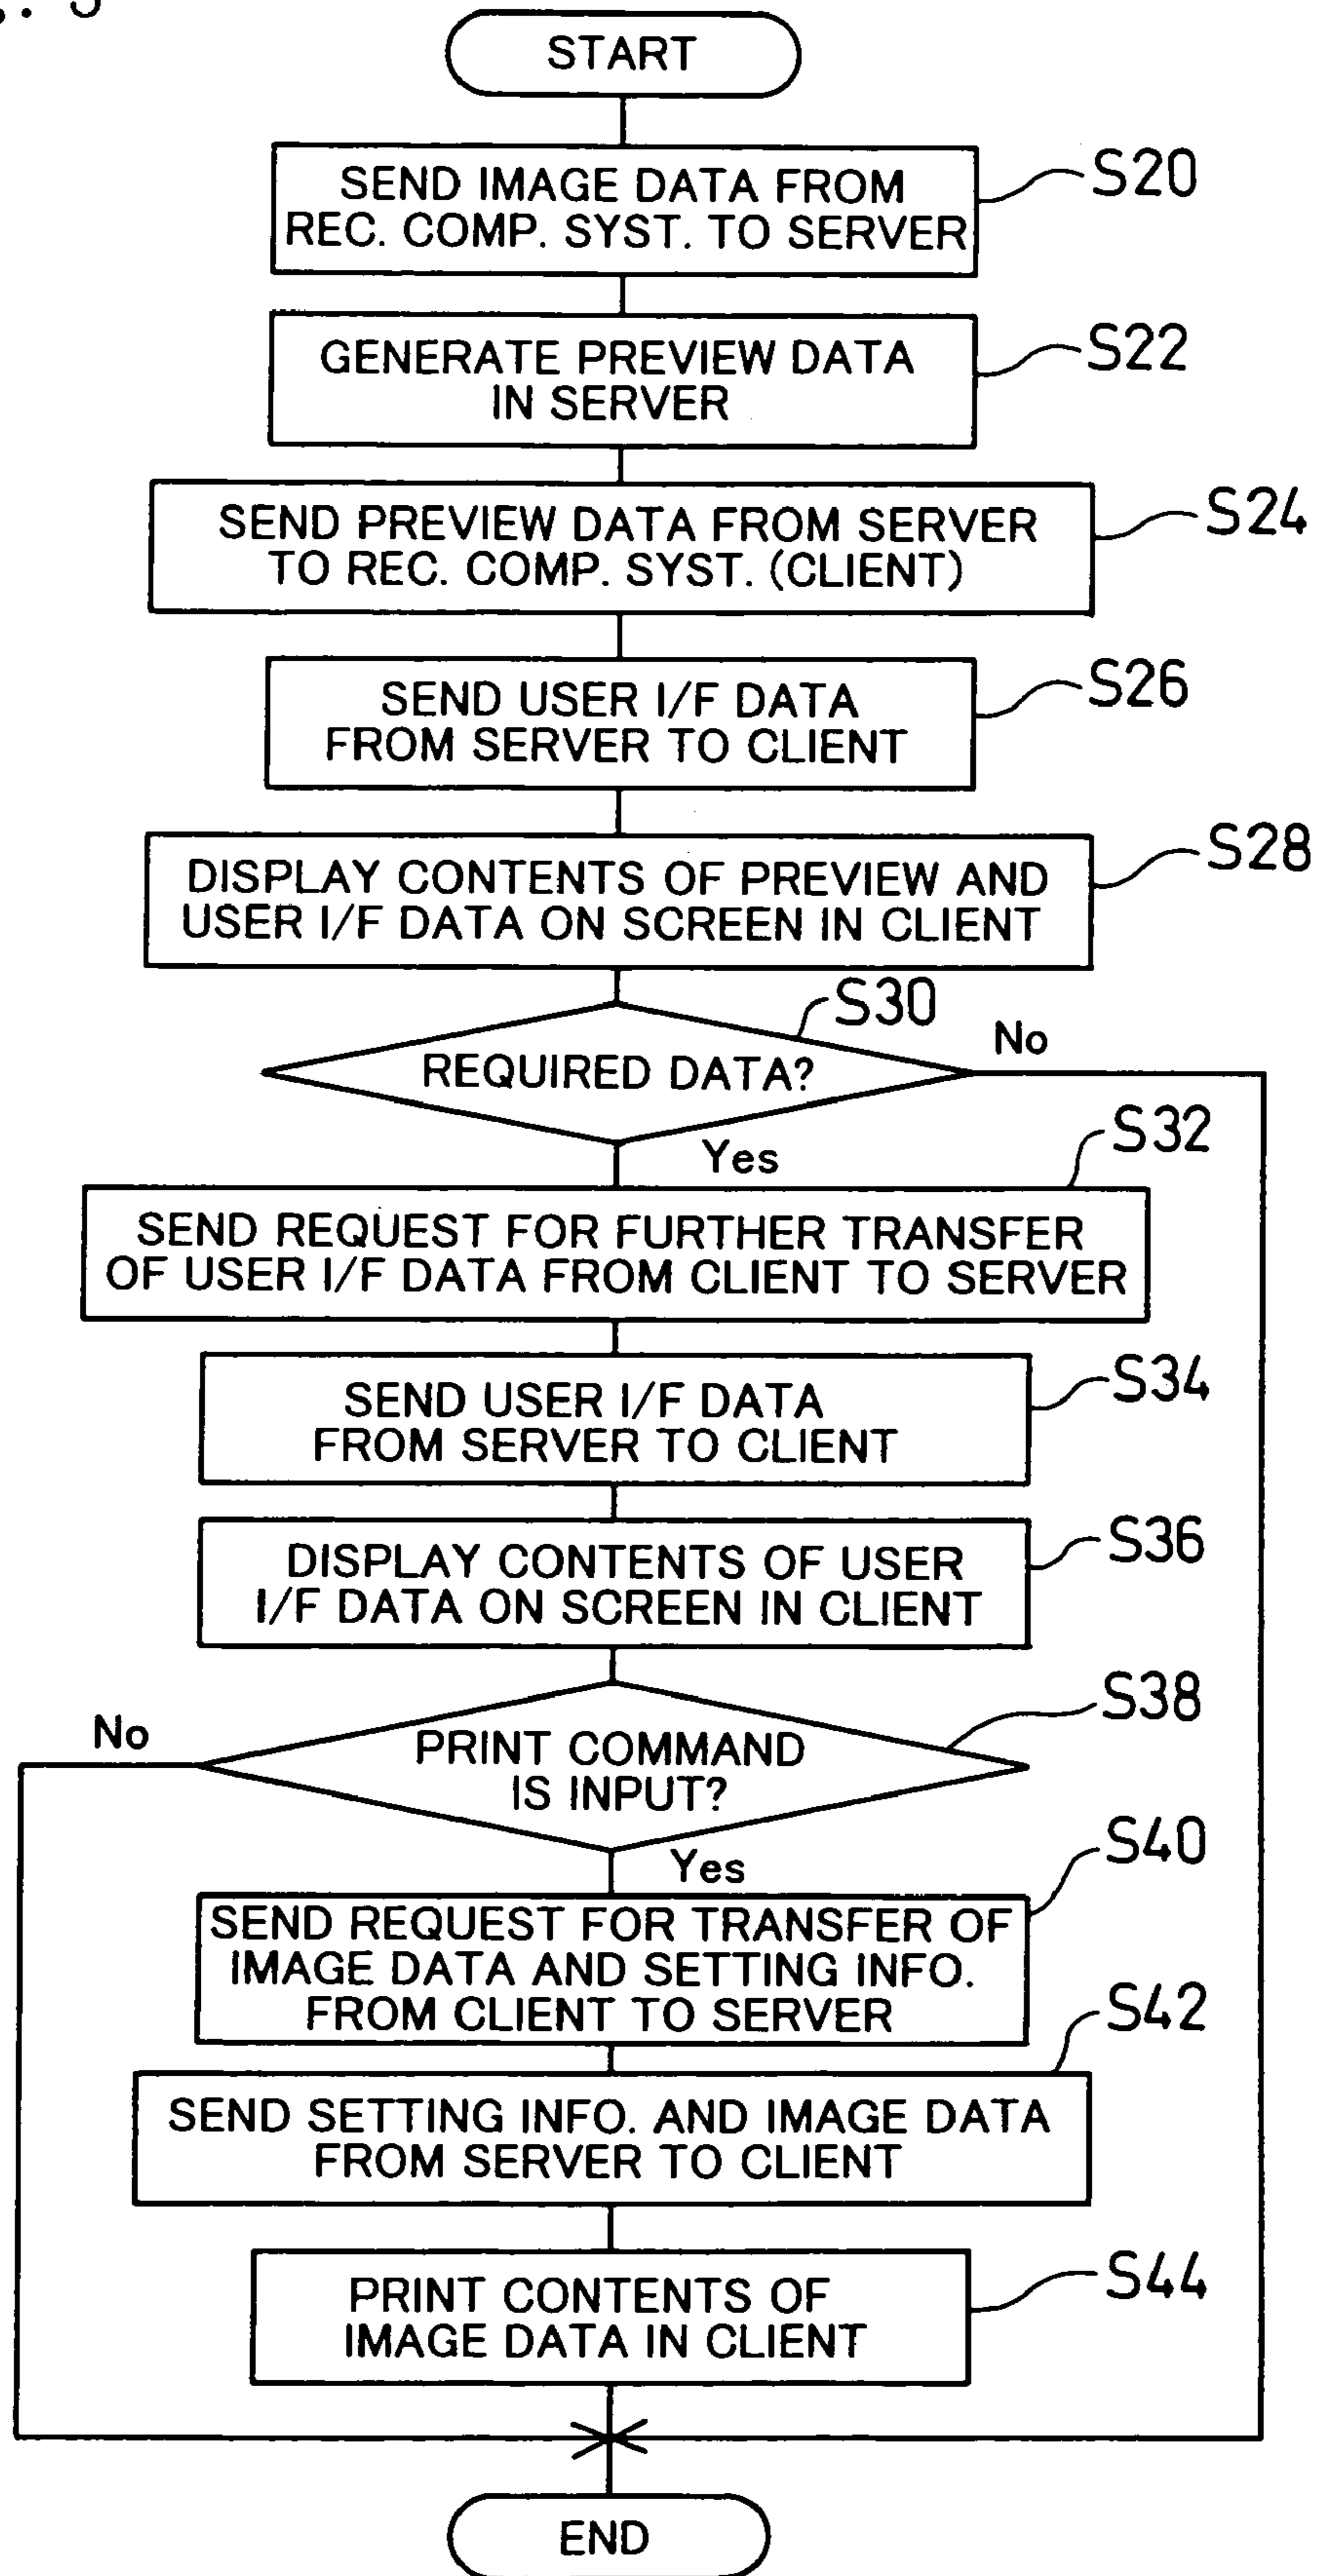 START
SEND IMAGE DATA FROM
REC. COMP. SYST. TO SERVER
S20
GENERATE PREVIEW DATA
IN SERVER
S22
SEND PREVIEW DATA FROM SERVER
TO REC. COMP. SYST. (CLIENT)
S24
SEND USER I/F DATA
FROM SERVER TO CLIENT
S26
DISPLAY CONTENTS OF PREVIEW AND
USER I/F DATA ON SCREEN IN CLIENT
S28
S30
REQUIRED DATA?
No
Yes
S32
SEND REQUEST FOR FURTHER TRANSFER
OF USER I/F DATA FROM CLIENT TO SERVER
SEND USER I/F DATA
FROM SERVER TO CLIENT
S34
DISPLAY CONTENTS OF USER
I/F DATA ON SCREEN IN CLIENT
S36
S38
No
PRINT COMMAND
IS INPUT?
Yes
S40
SEND REQUEST FOR TRANSFER OF
IMAGE DATA AND SETTING INFO.
FROM CLIENT TO SERVER
S42
SEND SETTING INFO. AND IMAGE DATA
FROM SERVER TO CLIENT
PRINT CONTENTS OF
IMAGE DATA IN CLIENT
S44
END